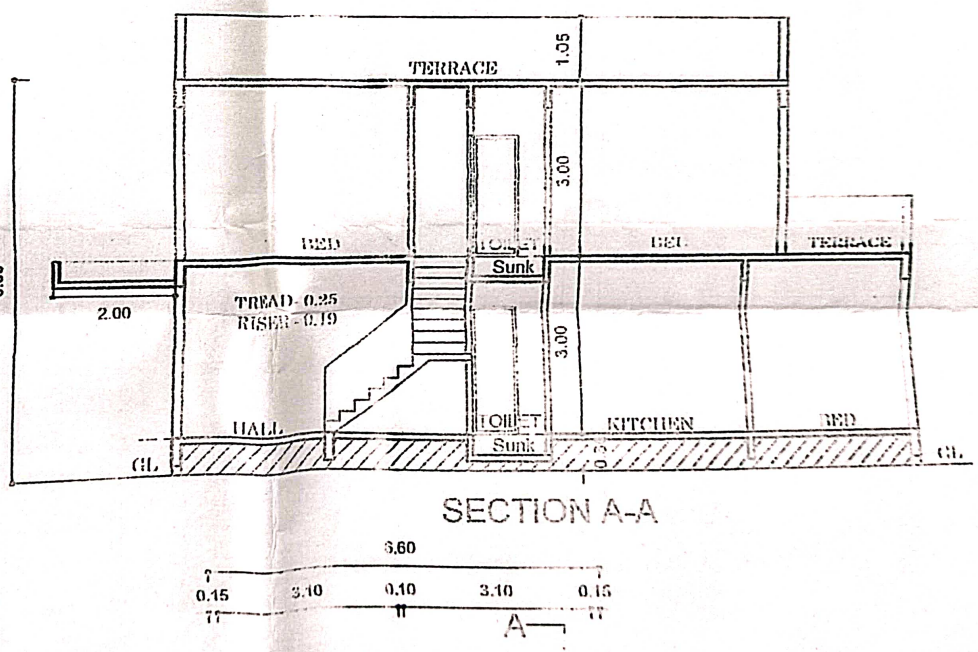 1.05
TERRACE
3.00
BED TOILET BED TERRACE
Sunk
2.00
TREAD - 0.25
RISER - 0.19
3.00
HALL TOILET KITCHEN BED
Sunk
GL GL
SECTION A-A
6.60
0.15 3.10 0.10 3.10 0.15
A